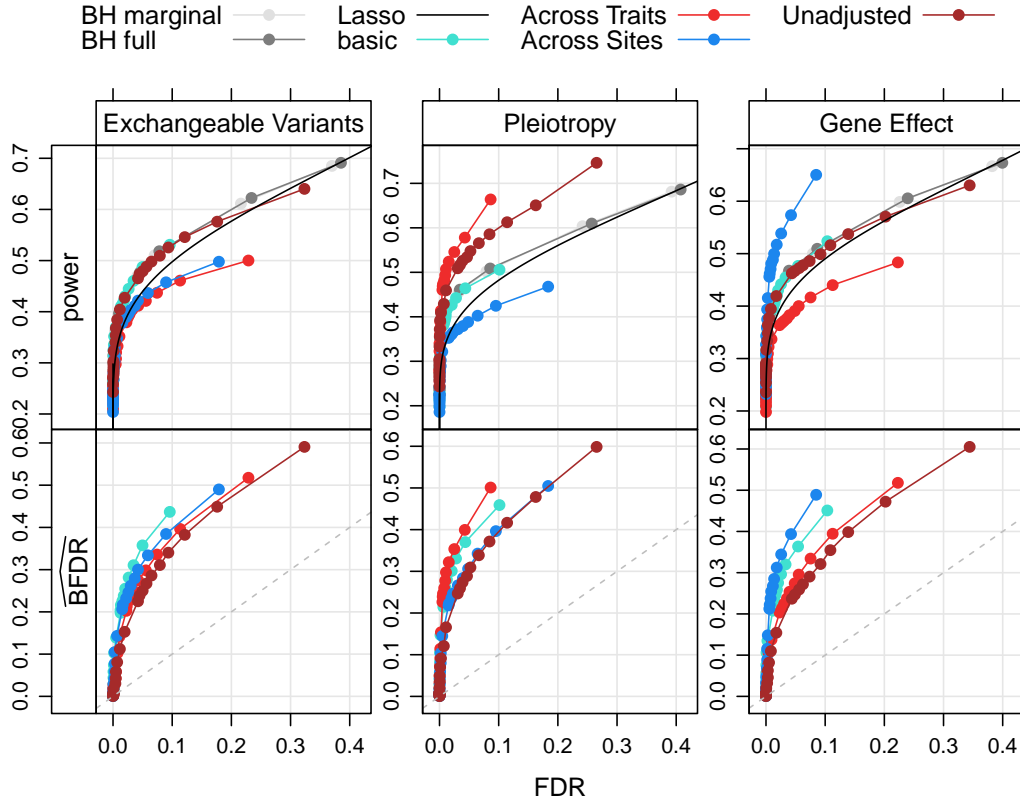 BH marginal Lasso Across Traits Unadjusted
BH full basic Across Sites
Exchangeable Variants Pleiotropy Gene Effect
power
0.2 0.3 0.4 0.5 0.6 0.7
0.2 0.3 0.4 0.5 0.6 0.7
0.2 0.3 0.4 0.5 0.6
BFDR
0.0 0.1 0.2 0.3 0.4 0.5 0.6
0.0 0.1 0.2 0.3 0.4 0.5 0.6
0.0 0.1 0.2 0.3 0.4 0.5 0.6
0.0 0.1 0.2 0.3 0.4
0.0 0.1 0.2 0.3 0.4
0.0 0.1 0.2 0.3 0.4
FDR